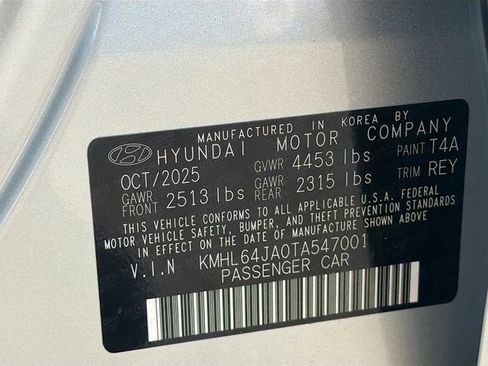 MANUFACTURED IN KOREA BY
HYUNDAI MOTOR COMPANY
OCT/2025 GVWR 4453 lbs PAINT T4A
GAWR FRONT 2513 lbs GAWR REAR 2315 lbs TRIM REY
THIS VEHICLE CONFORMS TO ALL APPLICABLE U.S.A. FEDERAL
MOTOR VEHICLE SAFETY, BUMPER, AND THEFT PREVENTION STANDARDS
IN EFFECT ON THE DATE OF MANUFACTURE SHOWN ABOVE.
V.I.N KMHL64JA0TA547001
PASSENGER CAR